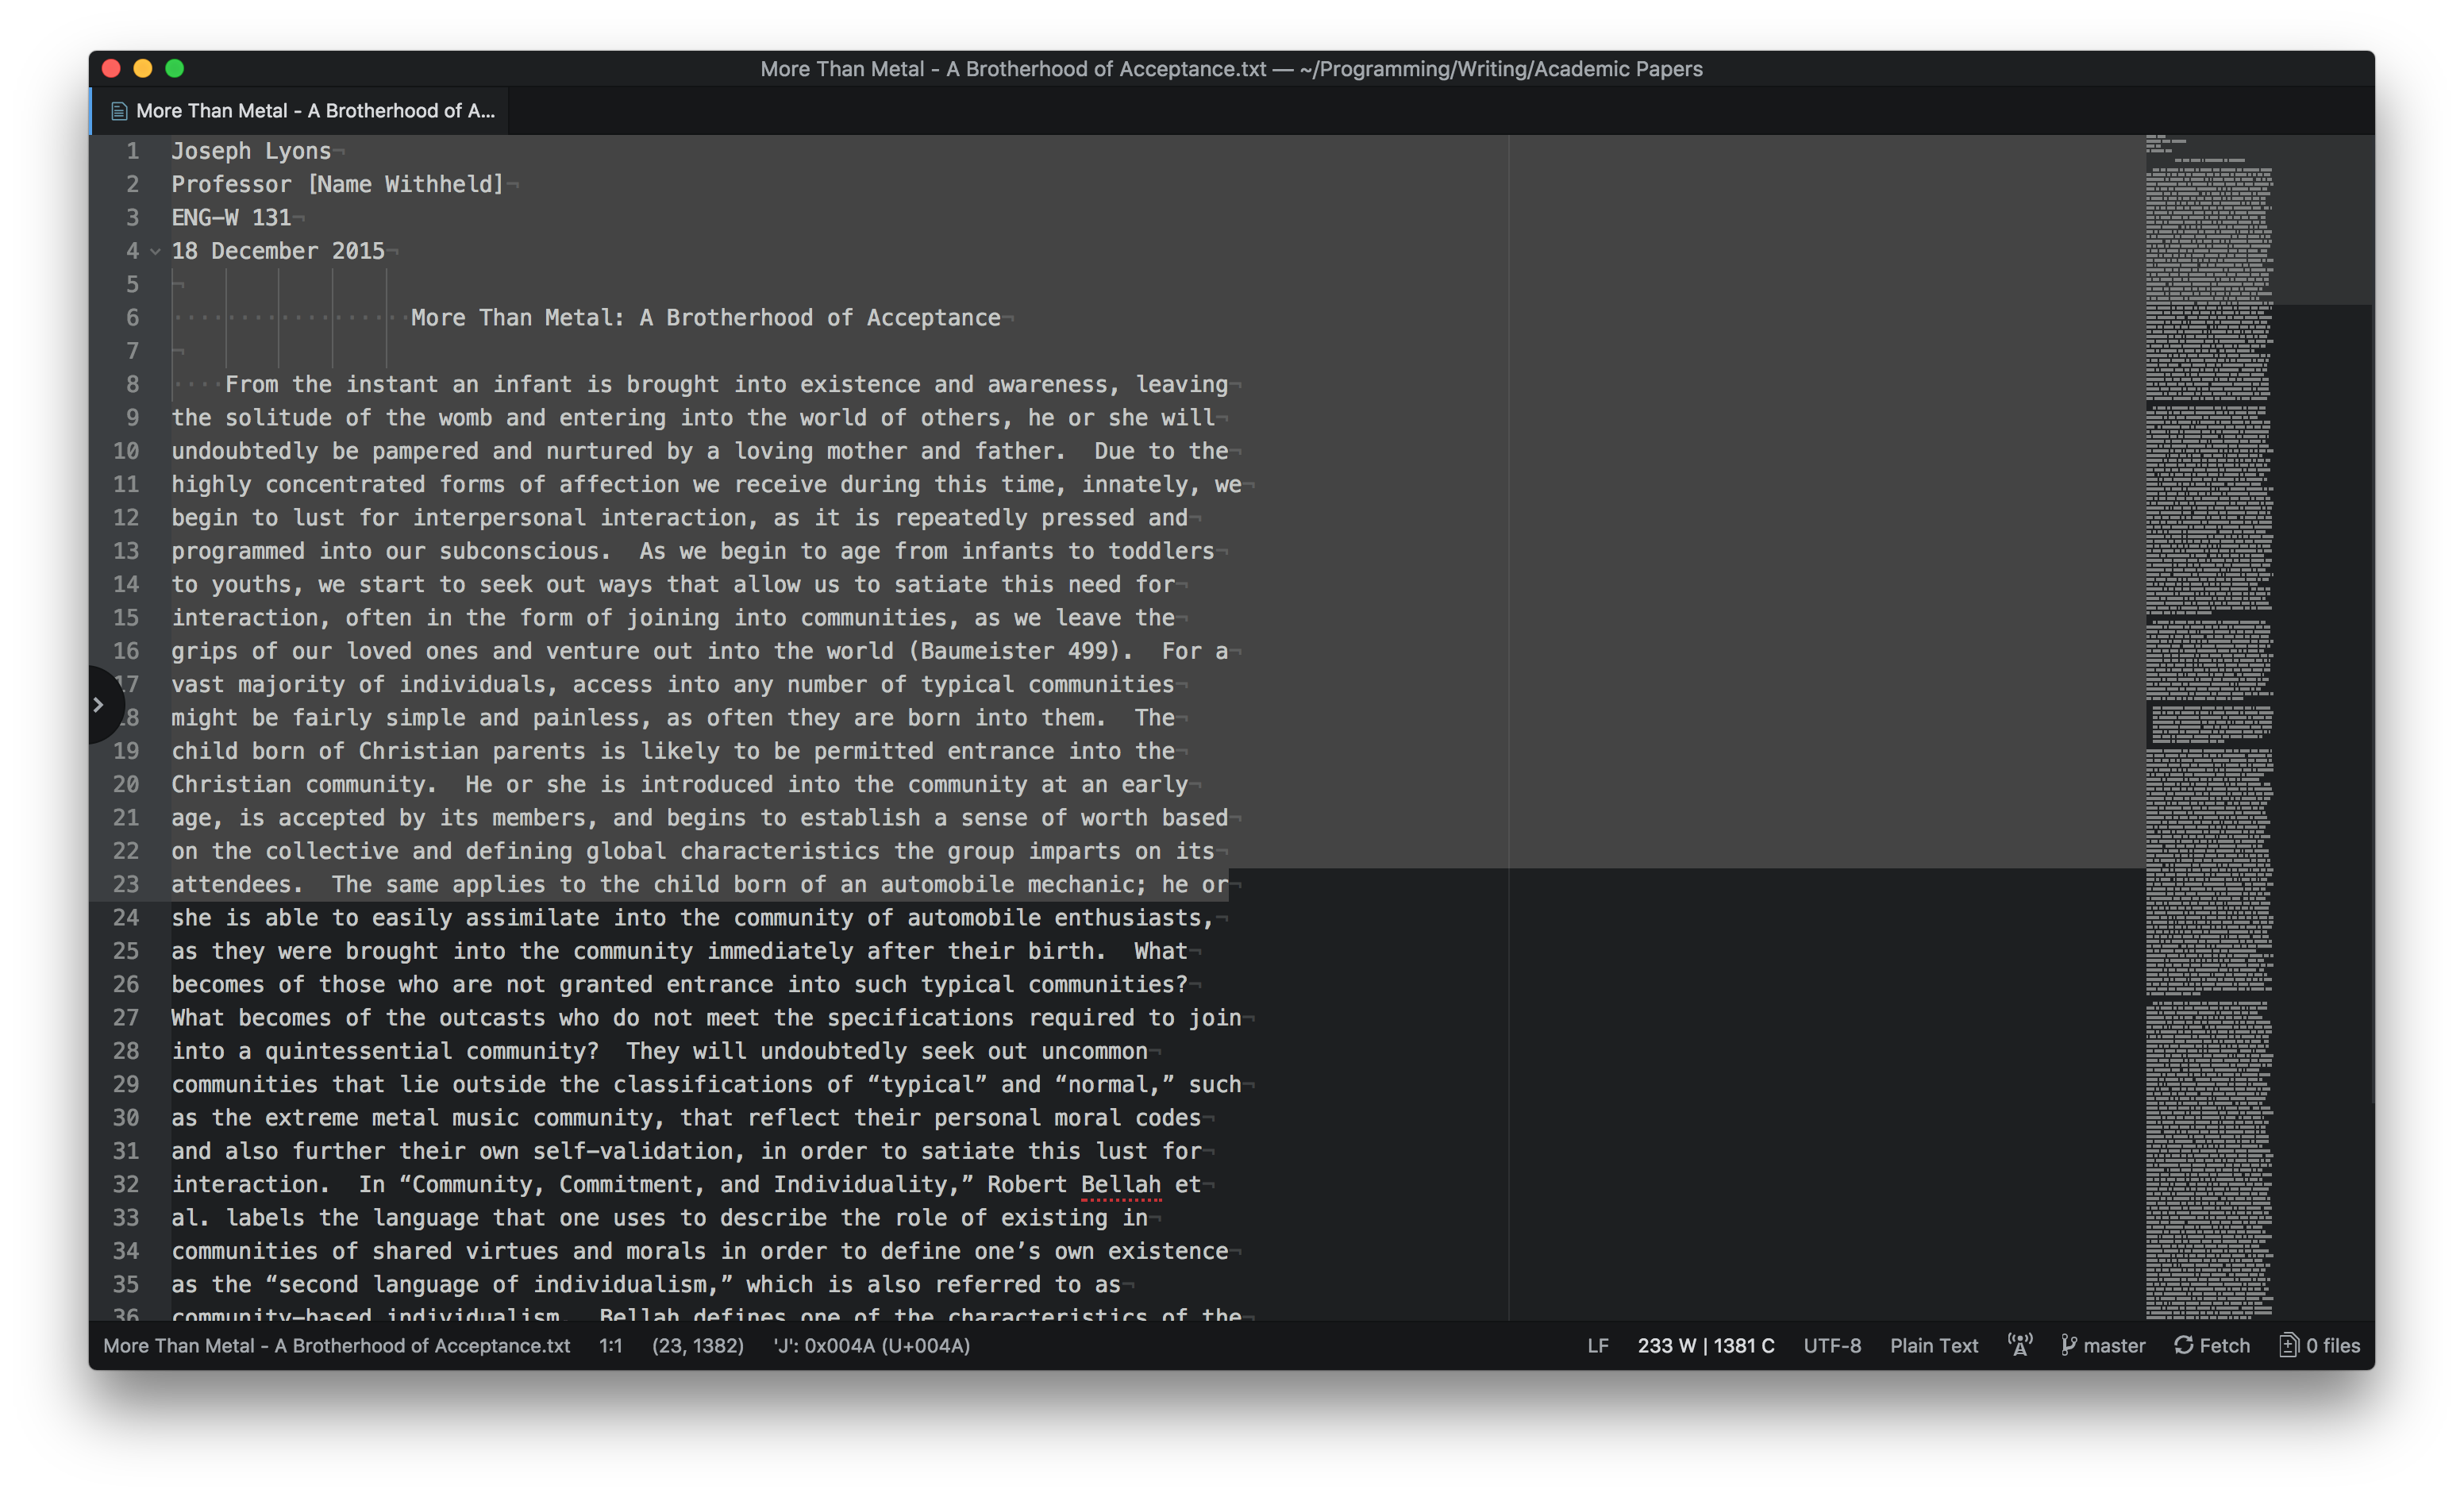 More Than Metal - A Brotherhood of Acceptance.txt — ~/Programming/Writing/Academic Papers
More Than Metal - A Brotherhood of A...
1 Joseph Lyons¬
2 Professor [Name Withheld]¬
3 ENG-W 131¬
4 18 December 2015¬
5 ¬
6 More Than Metal: A Brotherhood of Acceptance¬
7 ¬
8 From the instant an infant is brought into existence and awareness, leaving¬
9 the solitude of the womb and entering into the world of others, he or she will¬
10 undoubtedly be pampered and nurtured by a loving mother and father.  Due to the¬
11 highly concentrated forms of affection we receive during this time, innately, we¬
12 begin to lust for interpersonal interaction, as it is repeatedly pressed and¬
13 programmed into our subconscious.  As we begin to age from infants to toddlers¬
14 to youths, we start to seek out ways that allow us to satiate this need for¬
15 interaction, often in the form of joining into communities, as we leave the¬
16 grips of our loved ones and venture out into the world (Baumeister 499).  For a¬
17 vast majority of individuals, access into any number of typical communities¬
18 might be fairly simple and painless, as often they are born into them.  The¬
19 child born of Christian parents is likely to be permitted entrance into the¬
20 Christian community.  He or she is introduced into the community at an early¬
21 age, is accepted by its members, and begins to establish a sense of worth based¬
22 on the collective and defining global characteristics the group imparts on its¬
23 attendees.  The same applies to the child born of an automobile mechanic; he or¬
24 she is able to easily assimilate into the community of automobile enthusiasts,¬
25 as they were brought into the community immediately after their birth.  What¬
26 becomes of those who are not granted entrance into such typical communities?¬
27 What becomes of the outcasts who do not meet the specifications required to join¬
28 into a quintessential community?  They will undoubtedly seek out uncommon¬
29 communities that lie outside the classifications of “typical” and “normal,” such¬
30 as the extreme metal music community, that reflect their personal moral codes¬
31 and also further their own self-validation, in order to satiate this lust for¬
32 interaction.  In “Community, Commitment, and Individuality,” Robert Bellah et¬
33 al. labels the language that one uses to describe the role of existing in¬
34 communities of shared virtues and morals in order to define one’s own existence¬
35 as the “second language of individualism,” which is also referred to as¬
36 community-based individualism.  Bellah defines one of the characteristics of the¬
More Than Metal - A Brotherhood of Acceptance.txt 1:1 (23, 1382) 'J': 0x004A (U+004A) LF 233 W | 1381 C UTF-8 Plain Text master Fetch 0 files